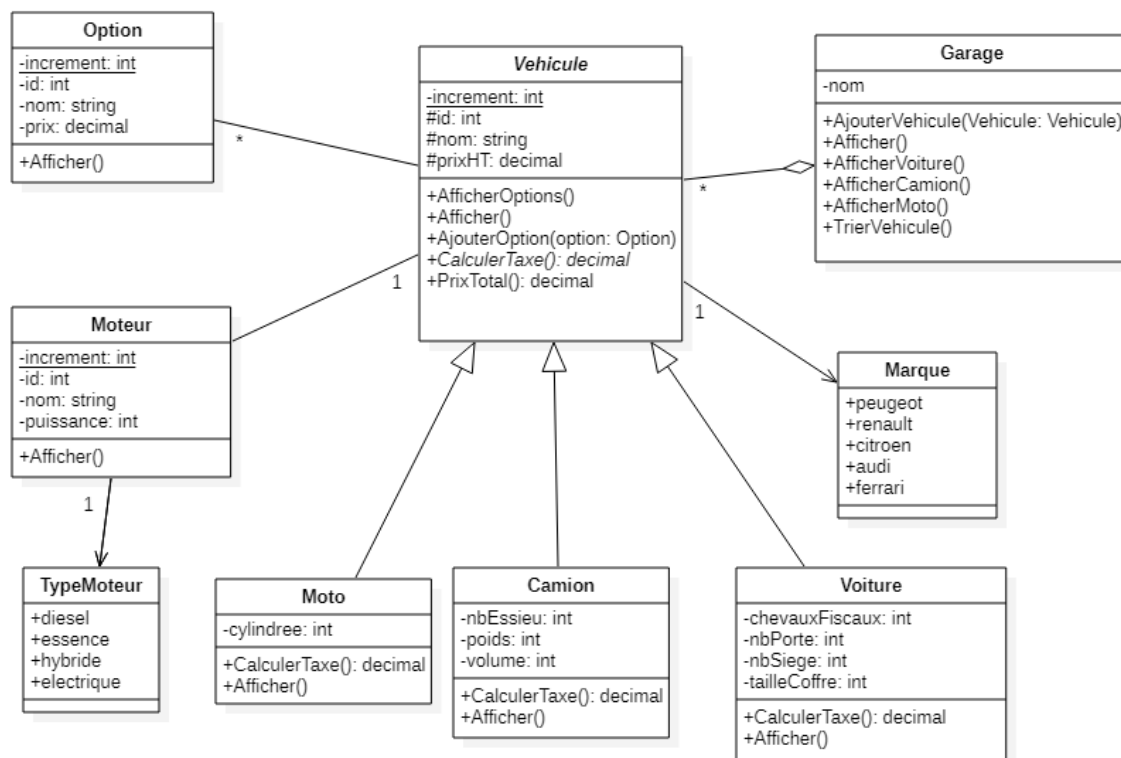 Option
-increment: int
-id: int
-nom: string
-prix: decimal
+Afficher()
*
Vehicule
-increment: int
#id: int
#nom: string
#prixHT: decimal
+AfficherOptions()
+Afficher()
+AjouterOption(option: Option)
+CalculerTaxe(): decimal
+PrixTotal(): decimal
Garage
-nom
+AjouterVehicule(Vehicule: Vehicule)
+Afficher()
+AfficherVoiture()
+AfficherCamion()
+AfficherMoto()
+TrierVehicule()
*
1
1
Moteur
-increment: int
-id: int
-nom: string
-puissance: int
+Afficher()
1
Marque
+peugeot
+renault
+citroen
+audi
+ferrari
TypeMoteur
+diesel
+essence
+hybride
+electrique
Moto
-cylindree: int
+CalculerTaxe(): decimal
+Afficher()
Camion
-nbEssieu: int
-poids: int
-volume: int
+CalculerTaxe(): decimal
+Afficher()
Voiture
-chevauxFiscaux: int
-nbPorte: int
-nbSiege: int
-tailleCoffre: int
+CalculerTaxe(): decimal
+Afficher()